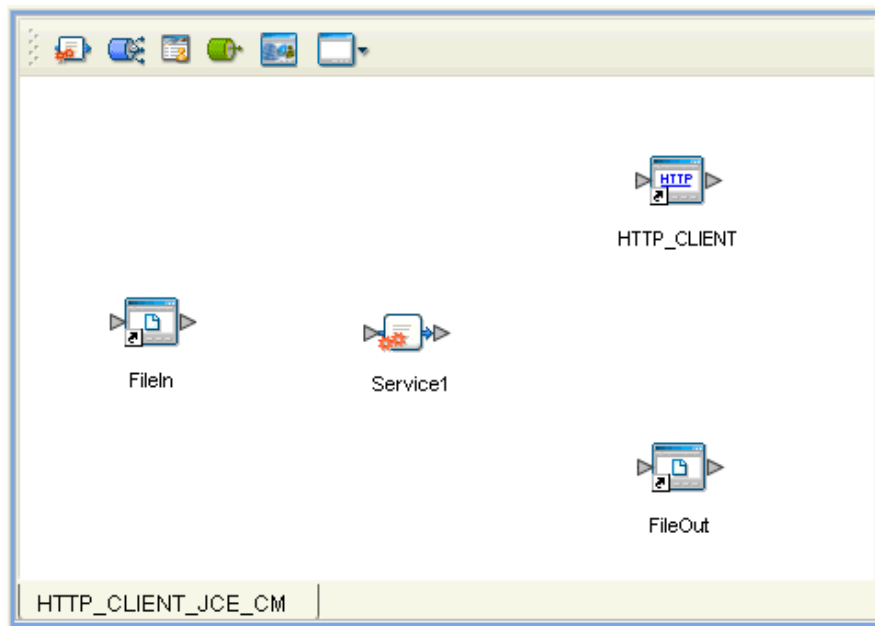 HTTP
HTTP_CLIENT
FileIn
Service1
FileOut
HTTP_CLIENT_JCE_CM